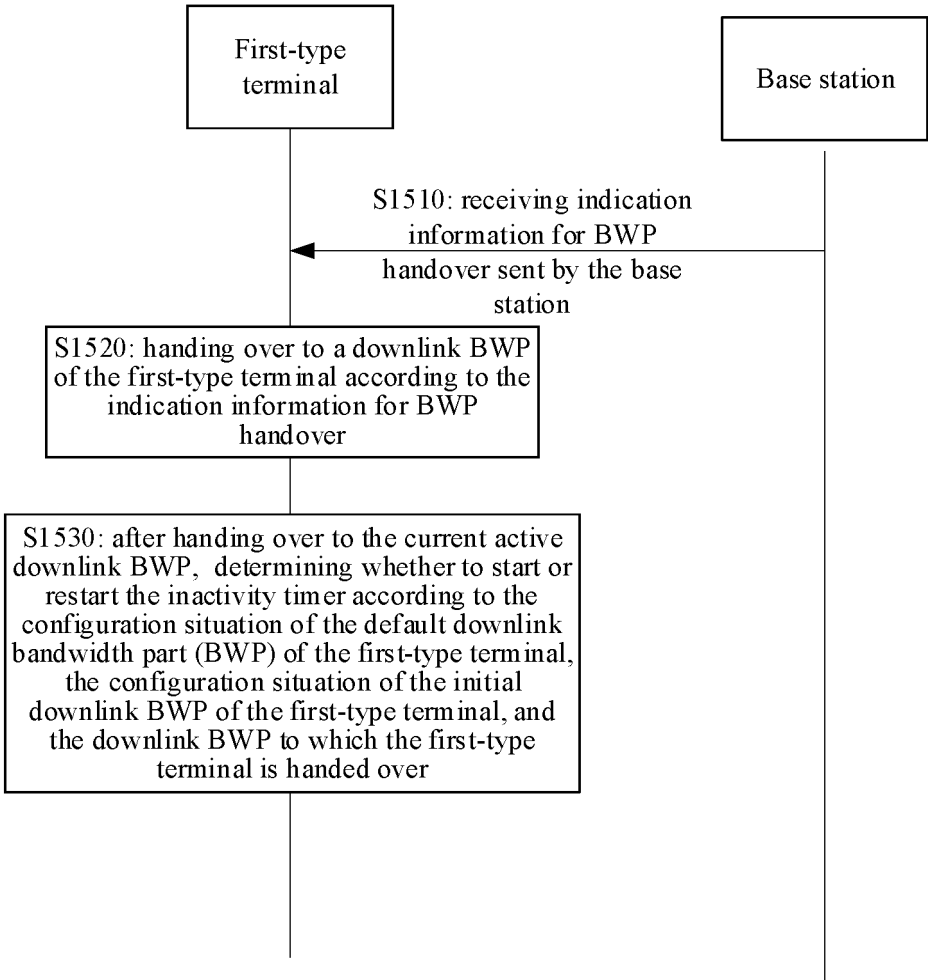 First-type
terminal
Base station
S1510: receiving indication
information for BWP
handover sent by the base
station
S1520: handing over to a downlink BWP
of the first-type terminal according to the
indication information for BWP
handover
S1530: after handing over to the current active
downlink BWP, determining whether to start or
restart the inactivity timer according to the
configuration situation of the default downlink
bandwidth part (BWP) of the first-type terminal,
the configuration situation of the initial
downlink BWP of the first-type terminal, and
the downlink BWP to which the first-type
terminal is handed over